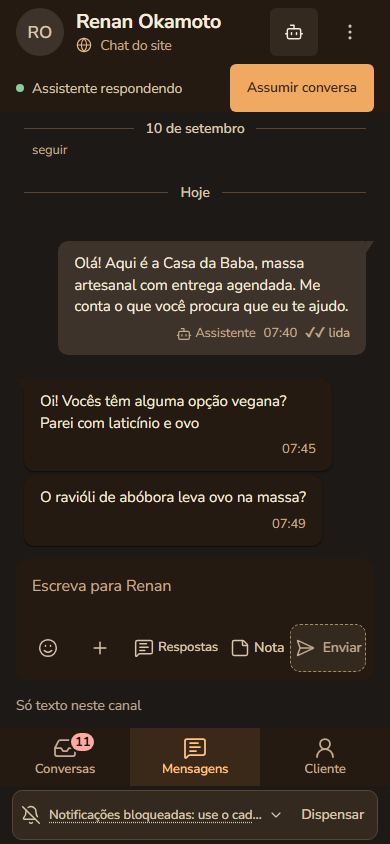 RO
Renan Okamoto
Chat do site
Assistente respondendo
Assumir conversa
10 de setembro
seguir
Hoje
Olá! Aqui é a Casa da Baba, massa
artesanal com entrega agendada. Me
conta o que você procura que eu te ajudo.
Assistente 07:40 lida
Oi! Vocês têm alguma opção vegana?
Parei com laticínio e ovo
07:45
O ravióli de abóbora leva ovo na massa?
07:49
Escreva para Renan
Respostas Nota Enviar
Só texto neste canal
11
Conversas Mensagens Cliente
Notificações bloqueadas: use o cad... Dispensar